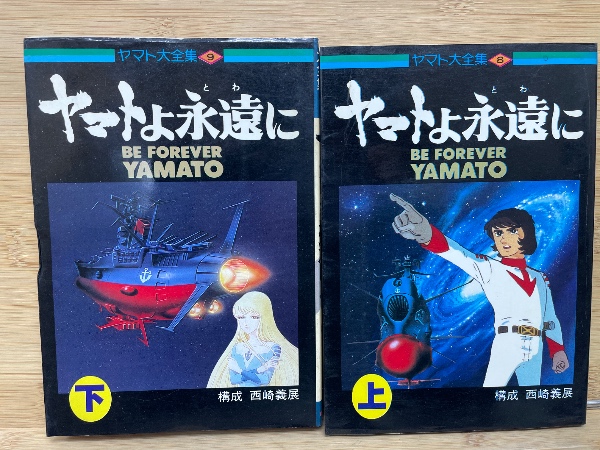 ヤマト大全集 9
とわ
ヤマトよ永遠に
BE FOREVER
YAMATO
下
構成 西崎義展
ヤマト大全集 8
とわ
ヤマトよ永遠に
BE FOREVER
YAMATO
上
構成 西崎義展